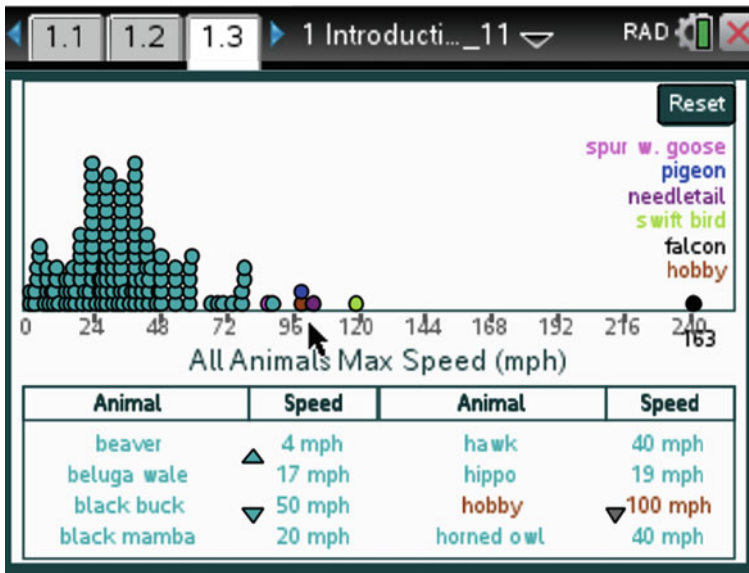 1.1 1.2 1.3 1 Introducti..._11 RAD
Reset
spur w. goose
pigeon
needletail
swift bird
falcon
hobby
0 24 48 72 96 120 144 168 192 216 240
163
All Animals Max Speed (mph)
Animal Speed Animal Speed
beaver 4 mph hawk 40 mph
beluga wale 17 mph hippo 19 mph
black buck 50 mph hobby 100 mph
black mamba 20 mph horned owl 40 mph